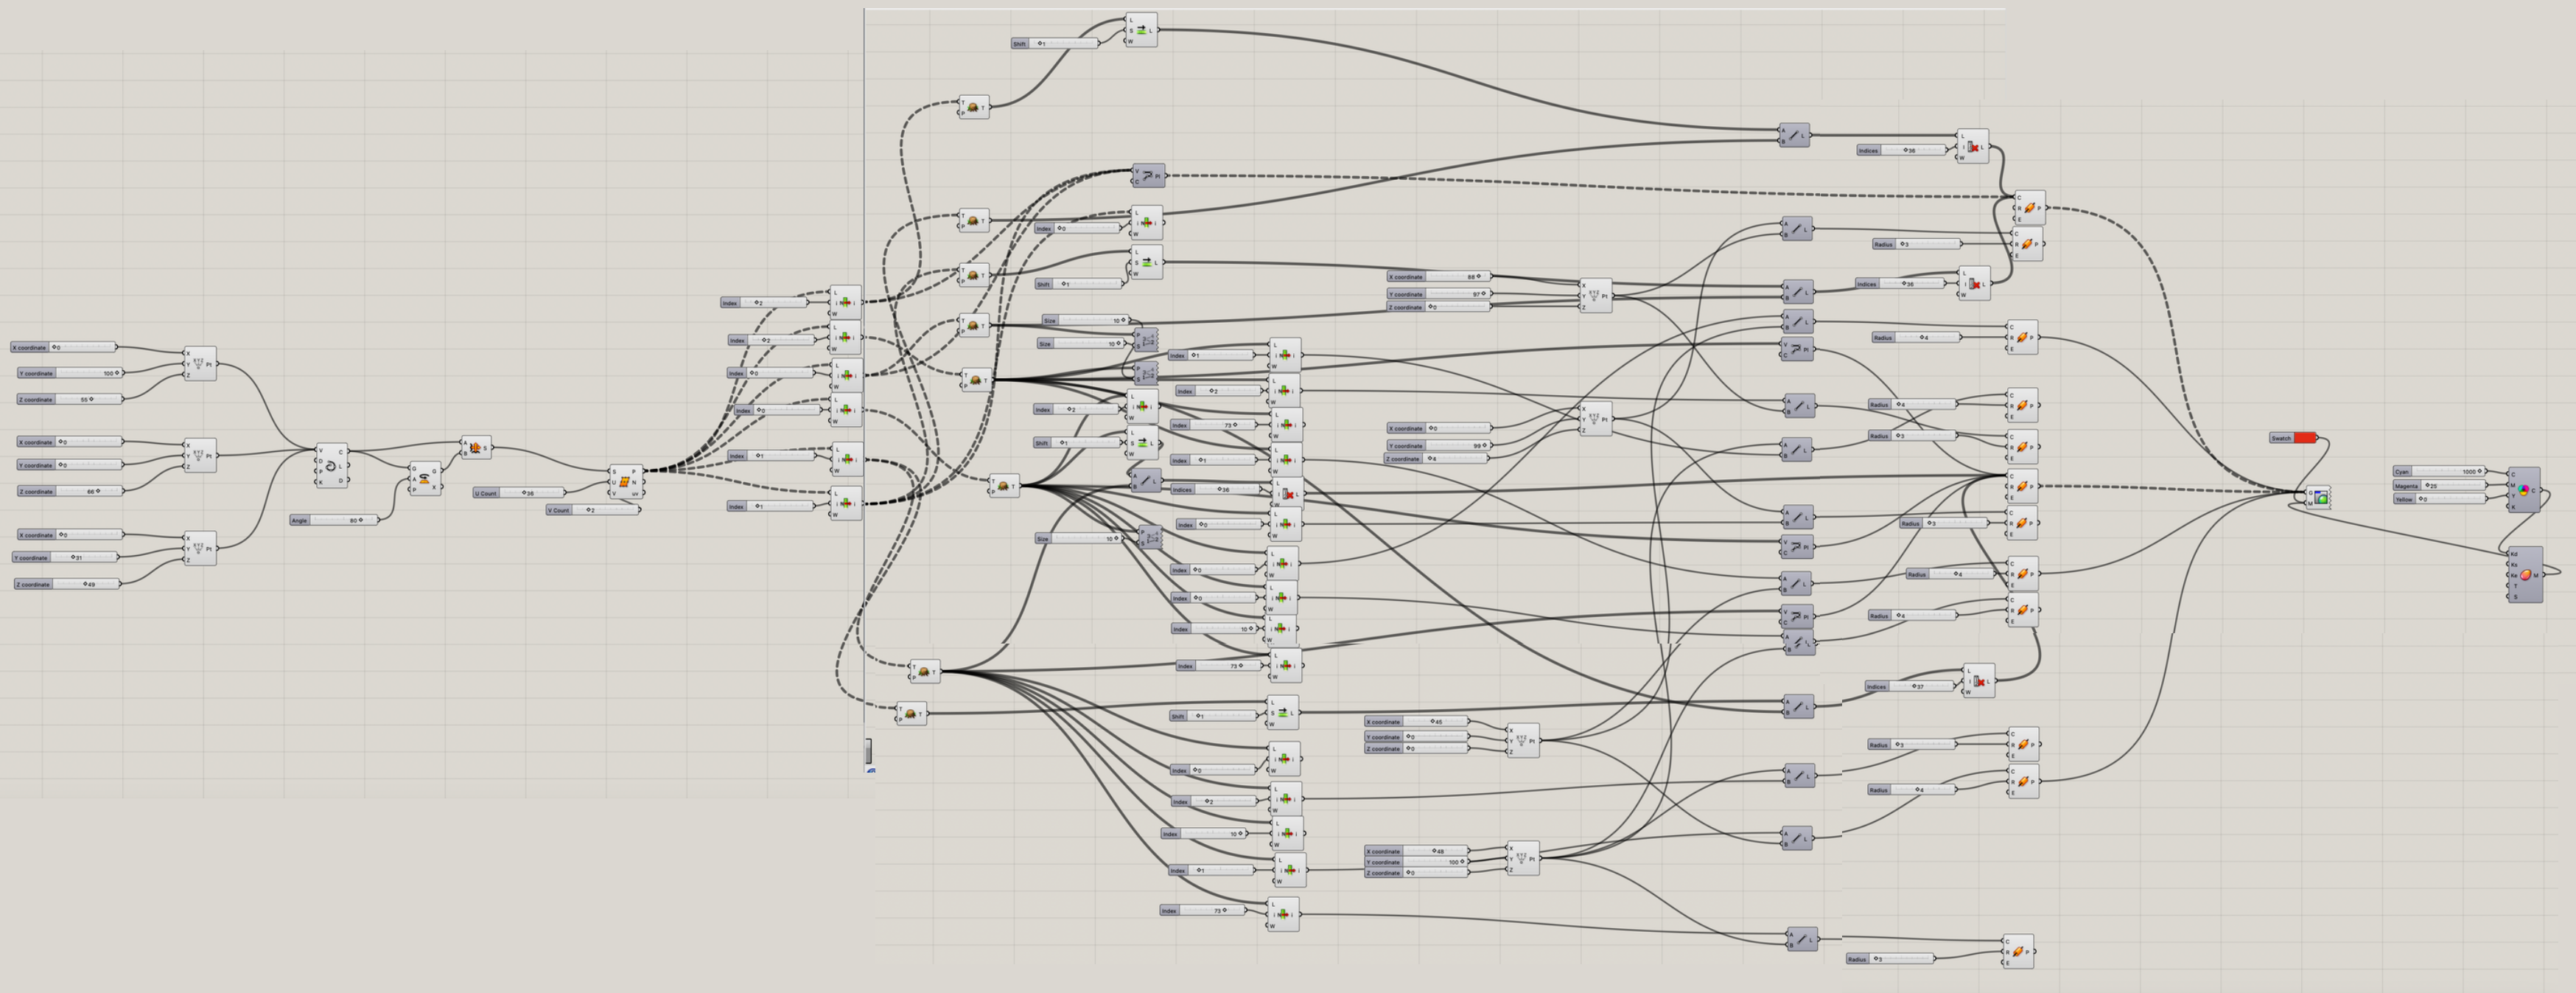 X coordinate 0
Y coordinate 100
Z coordinate 55
X Y Z Pt
X coordinate 0
Y coordinate 0
Z coordinate 66
X Y Z Pt
X coordinate 0
Y coordinate 31
Z coordinate 49
X Y Z Pt
Angle 80
U Count 36
V Count 2
Index 2
Index 2
Index 0
Index 0
Index 1
Index 1
Shift 1
Index 0
Shift 1
Size 10
Size 10
Index 2
Shift 1
Size 10
Index 1
Index 2
Index 73
Index 1
Indices 36
Index 0
Index 0
Index 0
Index 10
Index 73
Shift 1
Index 0
Index 2
Index 10
Index 1
Index 73
X coordinate 88
Y coordinate 97
Z coordinate 0
X coordinate 0
Y coordinate 99
Z coordinate 4
X coordinate 45
Y coordinate 0
Z coordinate 0
X coordinate 48
Y coordinate 100
Z coordinate 0
Indices 36
Radius 3
Indices 36
Radius 4
Radius 4
Radius 3
Radius 3
Radius 4
Radius 4
Indices 37
Radius 3
Radius 4
Radius 3
Swatch
Cyan 1000
Magenta 25
Yellow 0